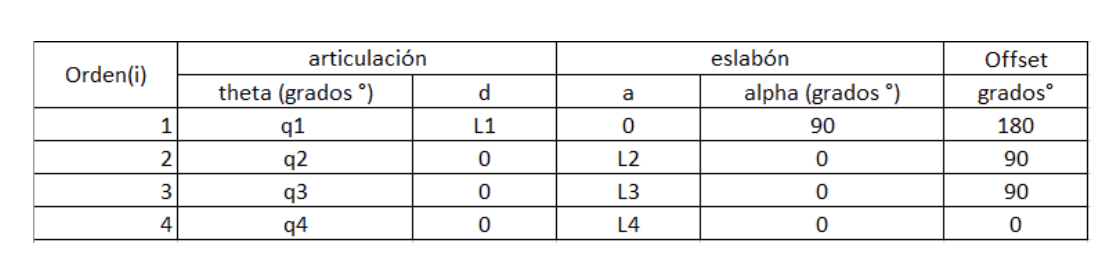 Orden(i) articulación eslabón Offset
theta (grados °) d a alpha (grados °) grados°
1 q1 L1 0 90 180
2 q2 0 L2 0 90
3 q3 0 L3 0 90
4 q4 0 L4 0 0